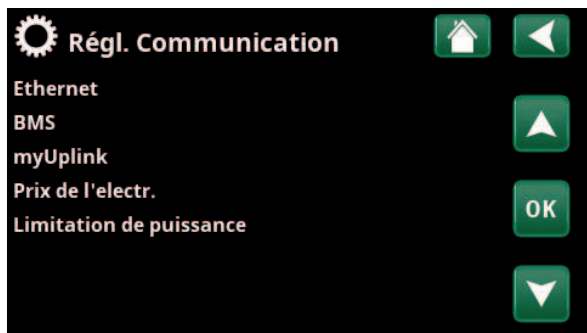 Régl. Communication
Ethernet
BMS
myUplink
Prix de l'electr.
OK
Limitation de puissance